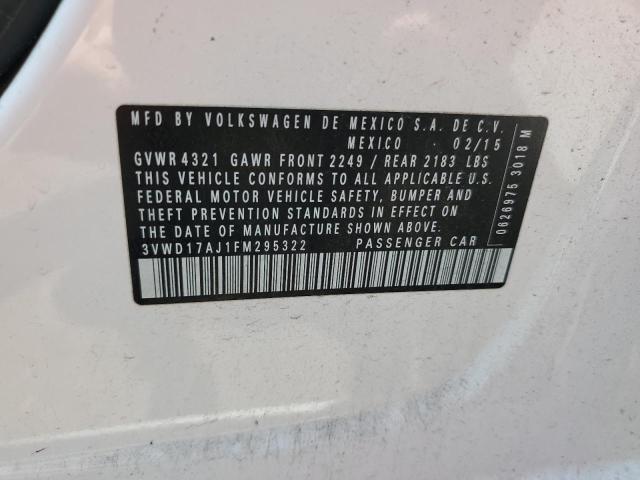 MFD BY VOLKSWAGEN DE MEXICO S.A. DE C.V.
MEXICO 02/15
GVWR 4321 GAWR FRONT 2249 / REAR 2183 LBS
THIS VEHICLE CONFORMS TO ALL APPLICABLE U.S.
FEDERAL MOTOR VEHICLE SAFETY, BUMPER AND
THEFT PREVENTION STANDARDS IN EFFECT ON
THE DATE OF MANUFACTURE SHOWN ABOVE.
3VWD17AJ1FM295322 PASSENGER CAR
0626975 3018 M